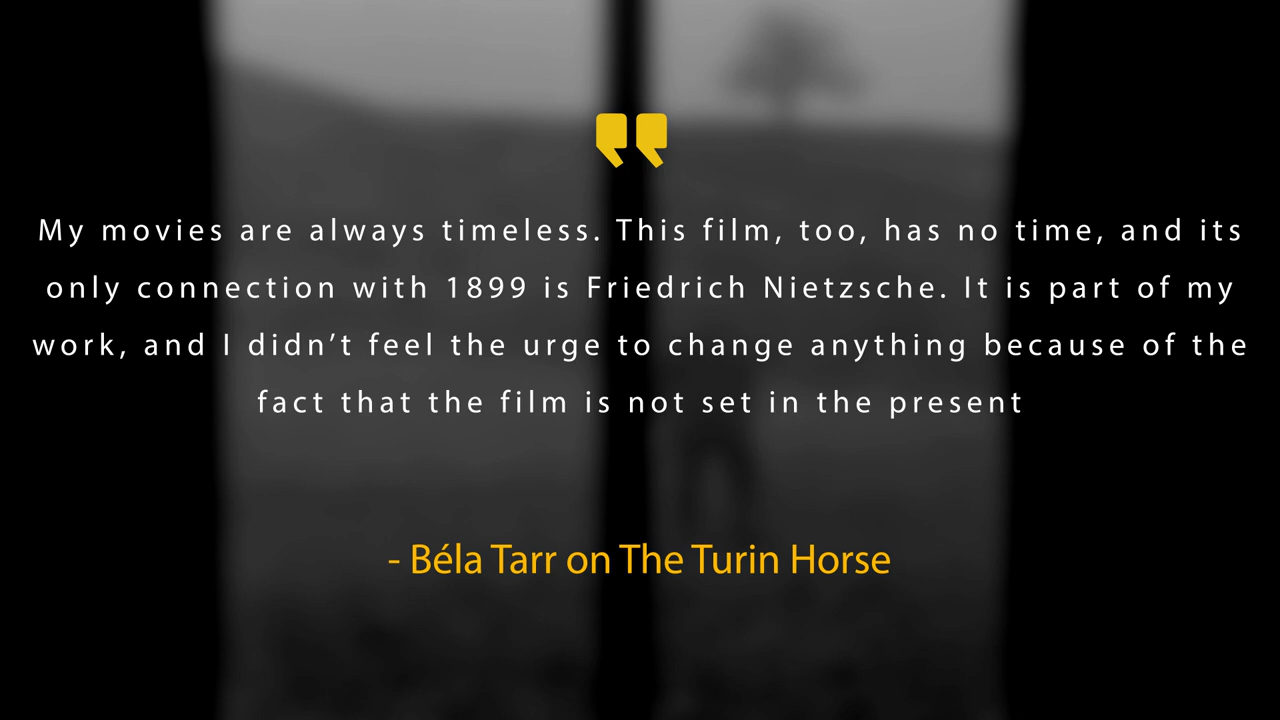 My movies are always timeless. This film, too, has no time, and its
only connection with 1899 is Friedrich Nietzsche. It is part of my
work, and I didn’t feel the urge to change anything because of the
fact that the film is not set in the present
- Béla Tarr on The Turin Horse